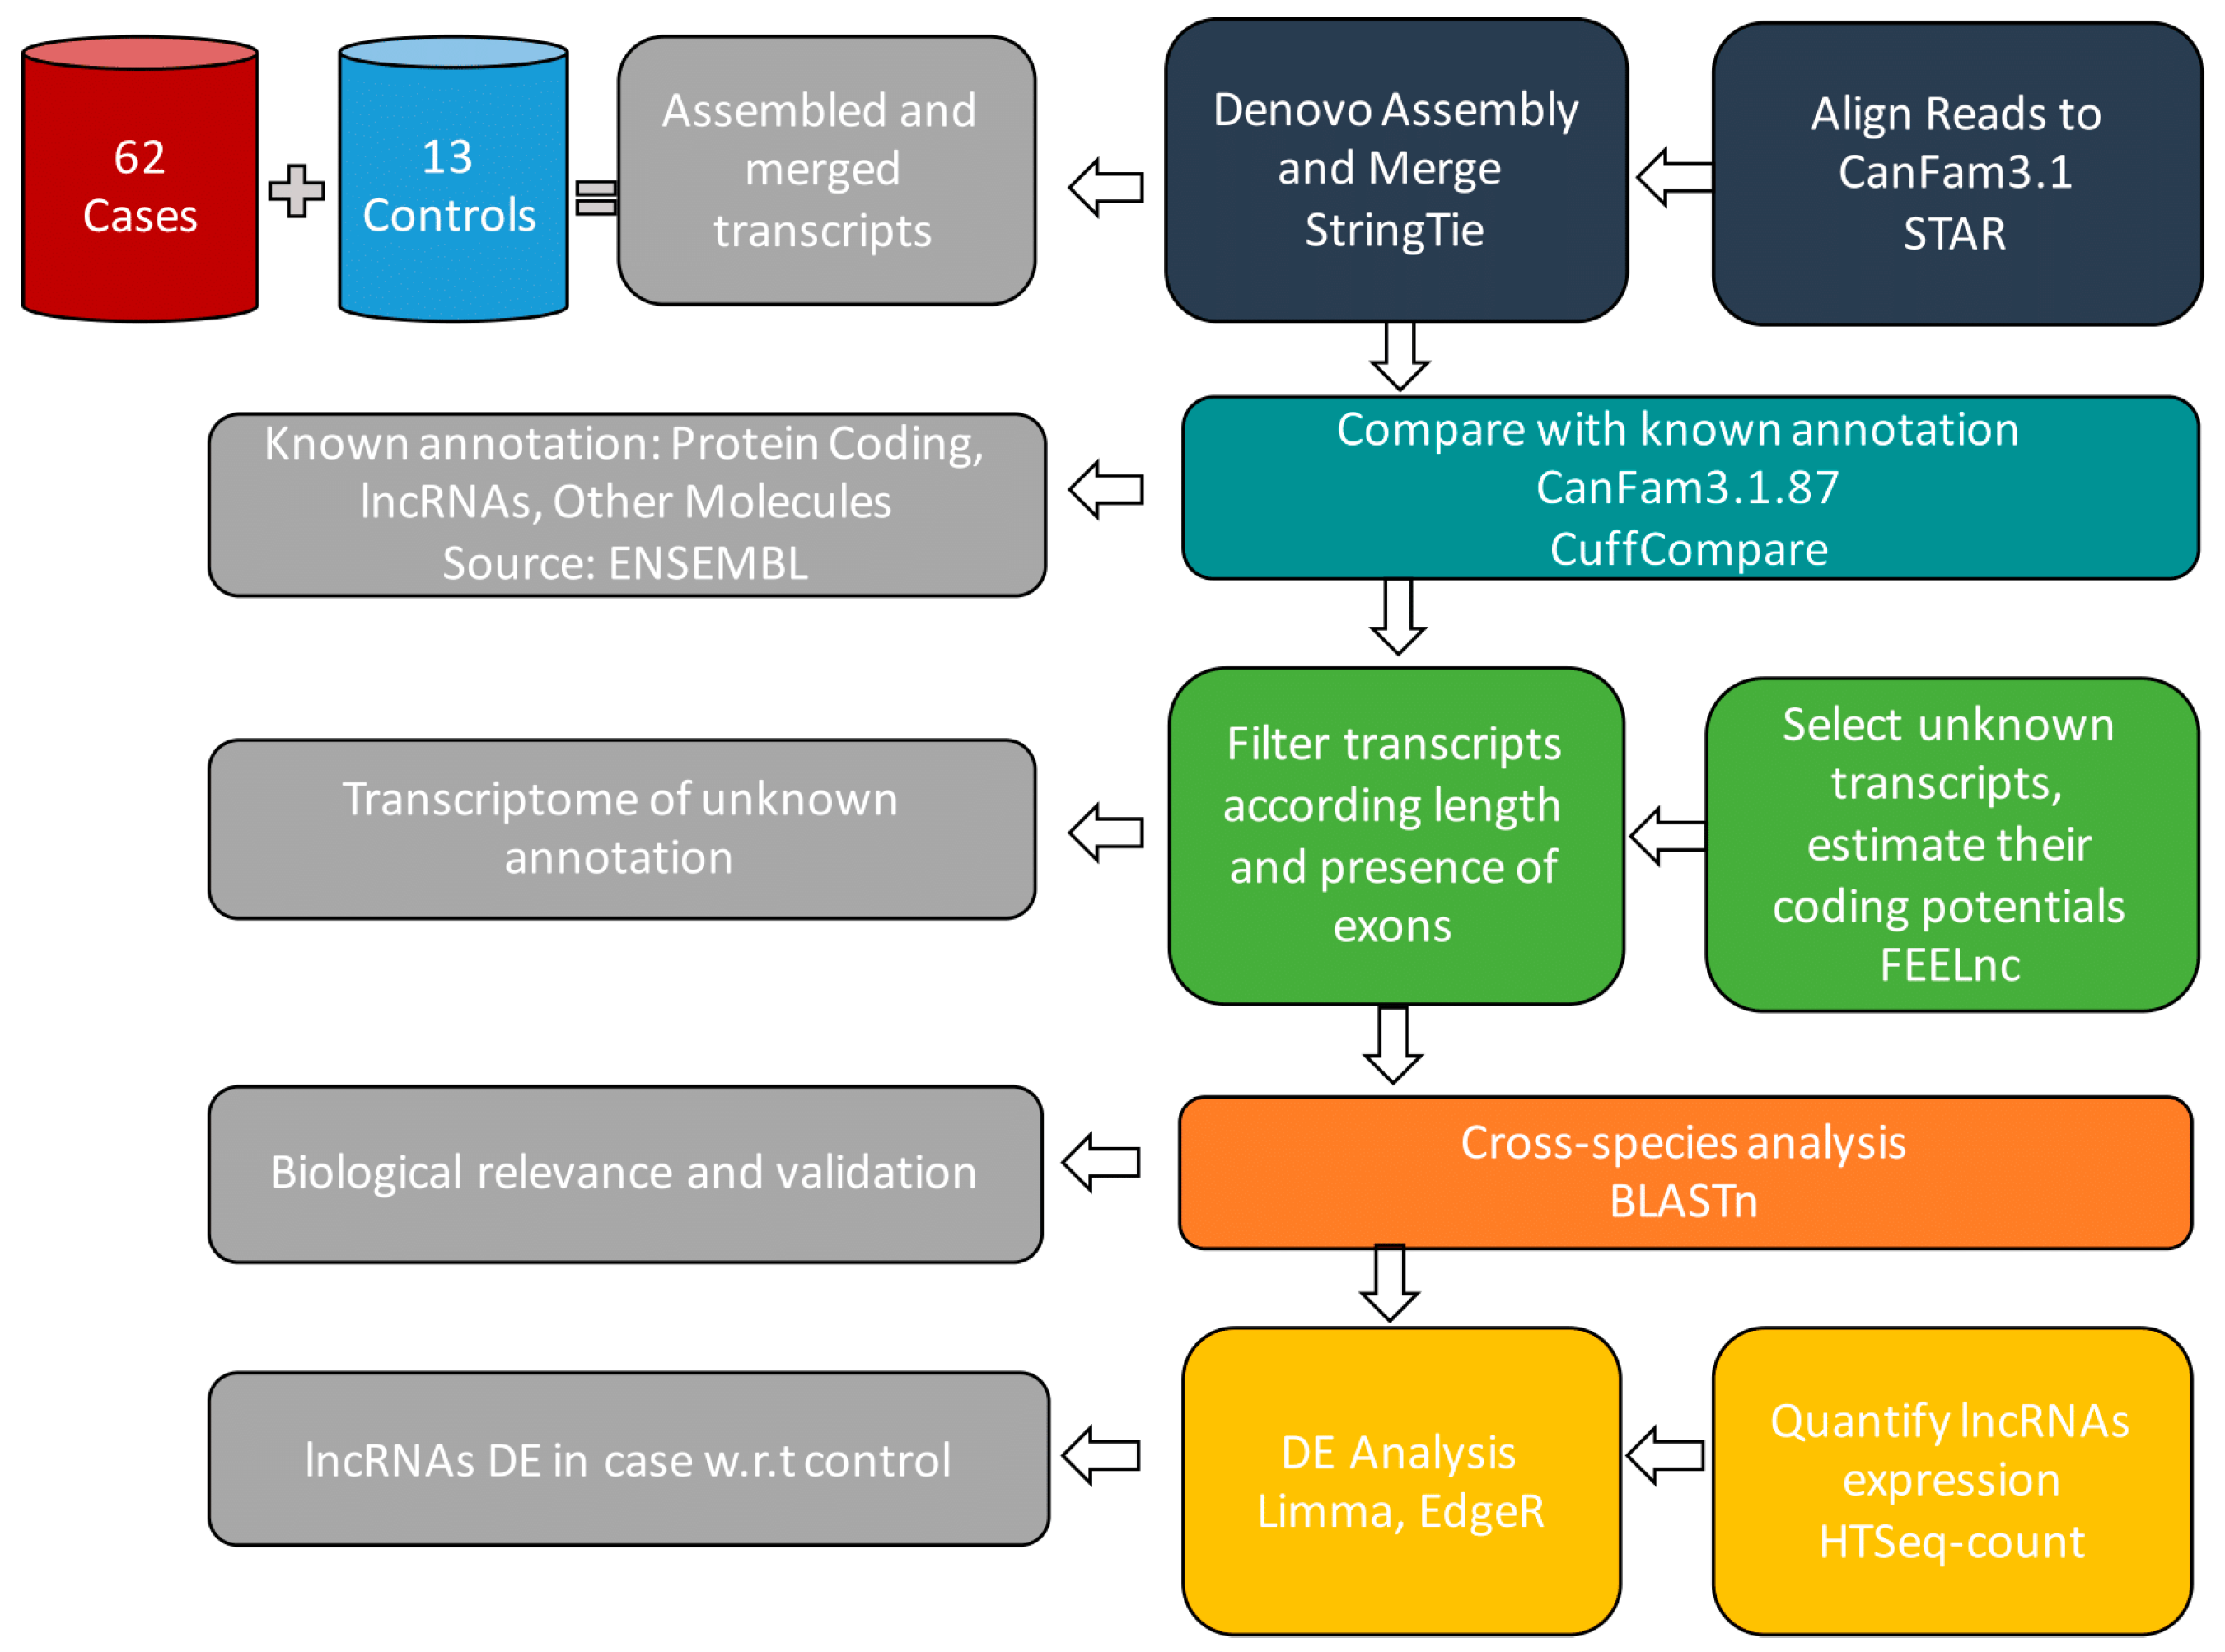 62
Cases
13
Controls
Assembled and
merged
transcripts
Denovo Assembly
and Merge
StringTie
Align Reads to
CanFam3.1
STAR
Known annotation: Protein Coding,
lncRNAs, Other Molecules
Source: ENSEMBL
Compare with known annotation
CanFam3.1.87
CuffCompare
Transcriptome of unknown
annotation
Filter transcripts
according length
and presence of
exons
Select unknown
transcripts,
estimate their
coding potentials
FEELnc
Biological relevance and validation
Cross-species analysis
BLASTn
lncRNAs DE in case w.r.t control
DE Analysis
Limma, EdgeR
Quantify lncRNAs
expression
HTSeq-count